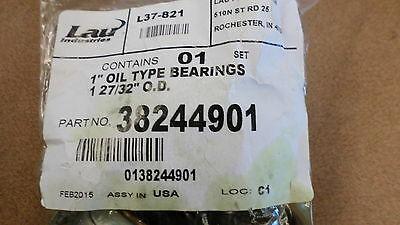 Lau
Industries
L37-821
510N ST RD 25
ROCHESTER, IN
CONTAINS 01 SET
1" OIL TYPE BEARINGS
1 27/32" O.D.
PART NO. 38244901
0138244901
FEB2015 ASSY IN USA LOC: C1